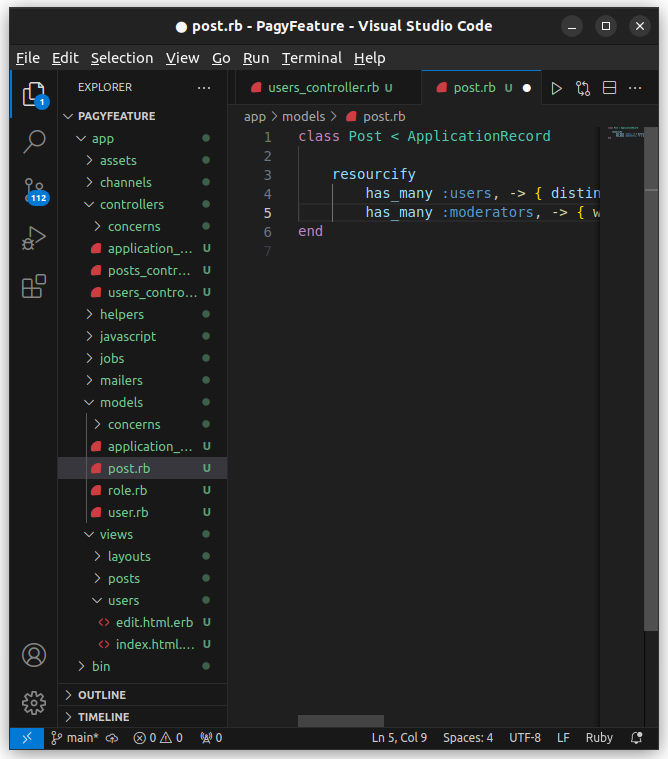 post.rb - PagyFeature - Visual Studio Code
File Edit Selection View Go Run Terminal Help
EXPLORER
PAGYFEATURE
app
assets
channels
controllers
concerns
application_... U
posts_contr... U
users_contro... U
helpers
javascript
jobs
mailers
models
concerns
application_... U
post.rb U
role.rb U
user.rb U
views
layouts
posts
users
edit.html.erb U
index.html.... U
bin
OUTLINE
TIMELINE
1
112
users_controller.rb U
post.rb U
app > models > post.rb
1 class Post < ApplicationRecord
2
3 resourcify
4 has_many :users, -> { distin
5 has_many :moderators, -> { w
6 end
7
main* 0 0 0 Ln 5, Col 9 Spaces: 4 UTF-8 LF Ruby